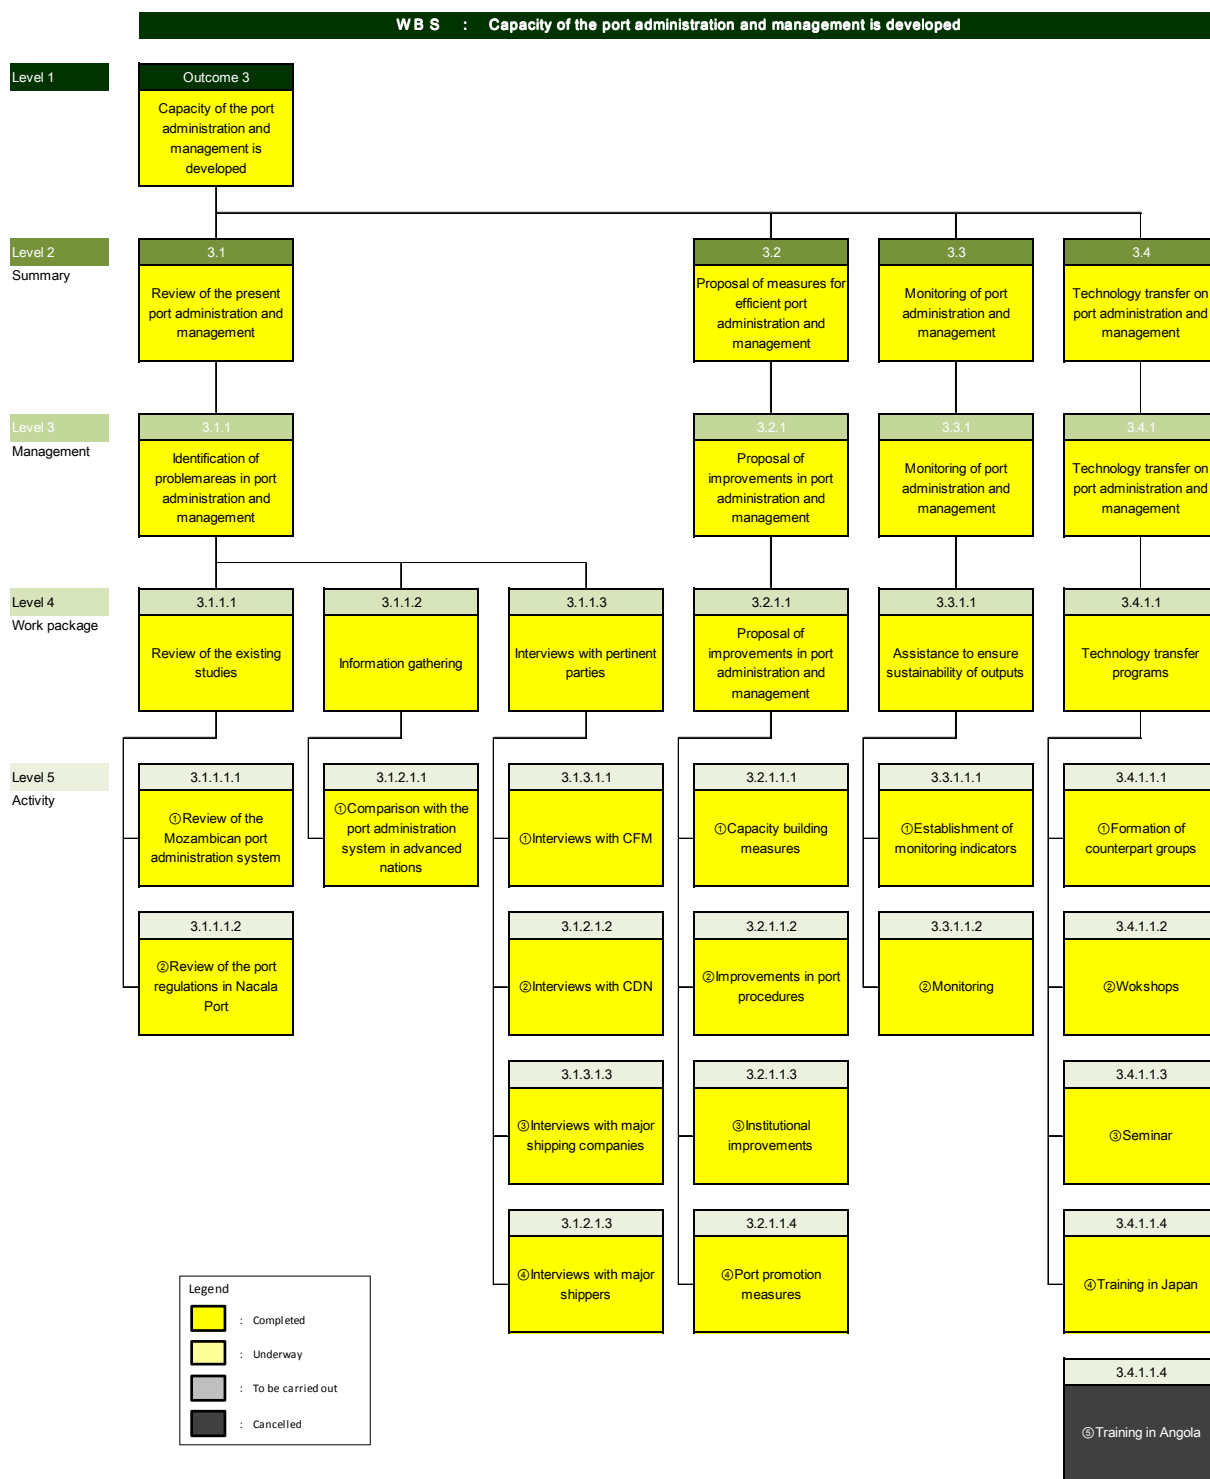 W B S : Capacity of the port administration and management is developed
Level 1
Outcome 3
Capacity of the port
administration and
management is
developed
Level 2
Summary
3.1
Review of the present
port administration and
management
3.2
Proposal of measures for
efficient port
administration and
management
3.3
Monitoring of port
administration and
management
3.4
Technology transfer on
port administration and
management
Level 3
Management
3.1.1
Identification of
problemareas in port
administration and
management
3.2.1
Proposal of
improvements in port
administration and
management
3.3.1
Monitoring of port
administration and
management
3.4.1
Technology transfer on
port administration and
management
Level 4
Work package
3.1.1.1
Review of the existing
studies
3.1.1.2
Information gathering
3.1.1.3
Interviews with pertinent
parties
3.2.1.1
Proposal of
improvements in port
administration and
management
3.3.1.1
Assistance to ensure
sustainability of outputs
3.4.1.1
Technology transfer
programs
Level 5
Activity
3.1.1.1.1
①Review of the
Mozambican port
administration system
3.1.2.1.1
①Comparison with the
port administration
system in advanced
nations
3.1.3.1.1
①Interviews with CFM
3.2.1.1.1
①Capacity building
measures
3.3.1.1.1
①Establishment of
monitoring indicators
3.4.1.1.1
①Formation of
counterpart groups
3.1.1.1.2
②Review of the port
regulations in Nacala
Port
3.1.2.1.2
②Interviews with CDN
3.2.1.1.2
②Improvements in port
procedures
3.3.1.1.2
②Monitoring
3.4.1.1.2
②Wokshops
3.1.3.1.3
③Interviews with major
shipping companies
3.2.1.1.3
③Institutional
improvements
3.4.1.1.3
③Seminar
3.1.2.1.3
④Interviews with major
shippers
3.2.1.1.4
④Port promotion
measures
3.4.1.1.4
④Training in Japan
3.4.1.1.4
⑤Training in Angola
Legend
: Completed
: Underway
: To be carried out
: Cancelled